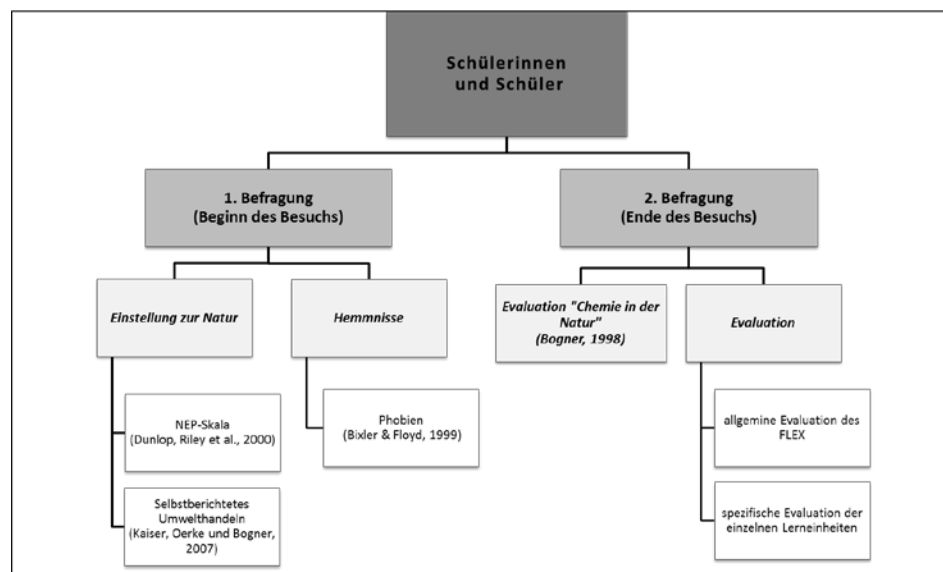 Schülerinnen
und Schüler
1. Befragung
(Beginn des Besuchs)
2. Befragung
(Ende des Besuchs)
Einstellung zur Natur
Hemmnisse
Evaluation "Chemie in der
Natur"
(Bogner, 1998)
Evaluation
NEP-Skala
(Dunlop, Riley et al., 2000)
Phobien
(Bixler & Floyd, 1999)
allgmine Evaluation des
FLEX
Selbstberichtetes
Umwelthandeln
(Kaiser, Oerke und Bogner,
2007)
spezifische Evaluation der
einzelnen Lerneinheiten